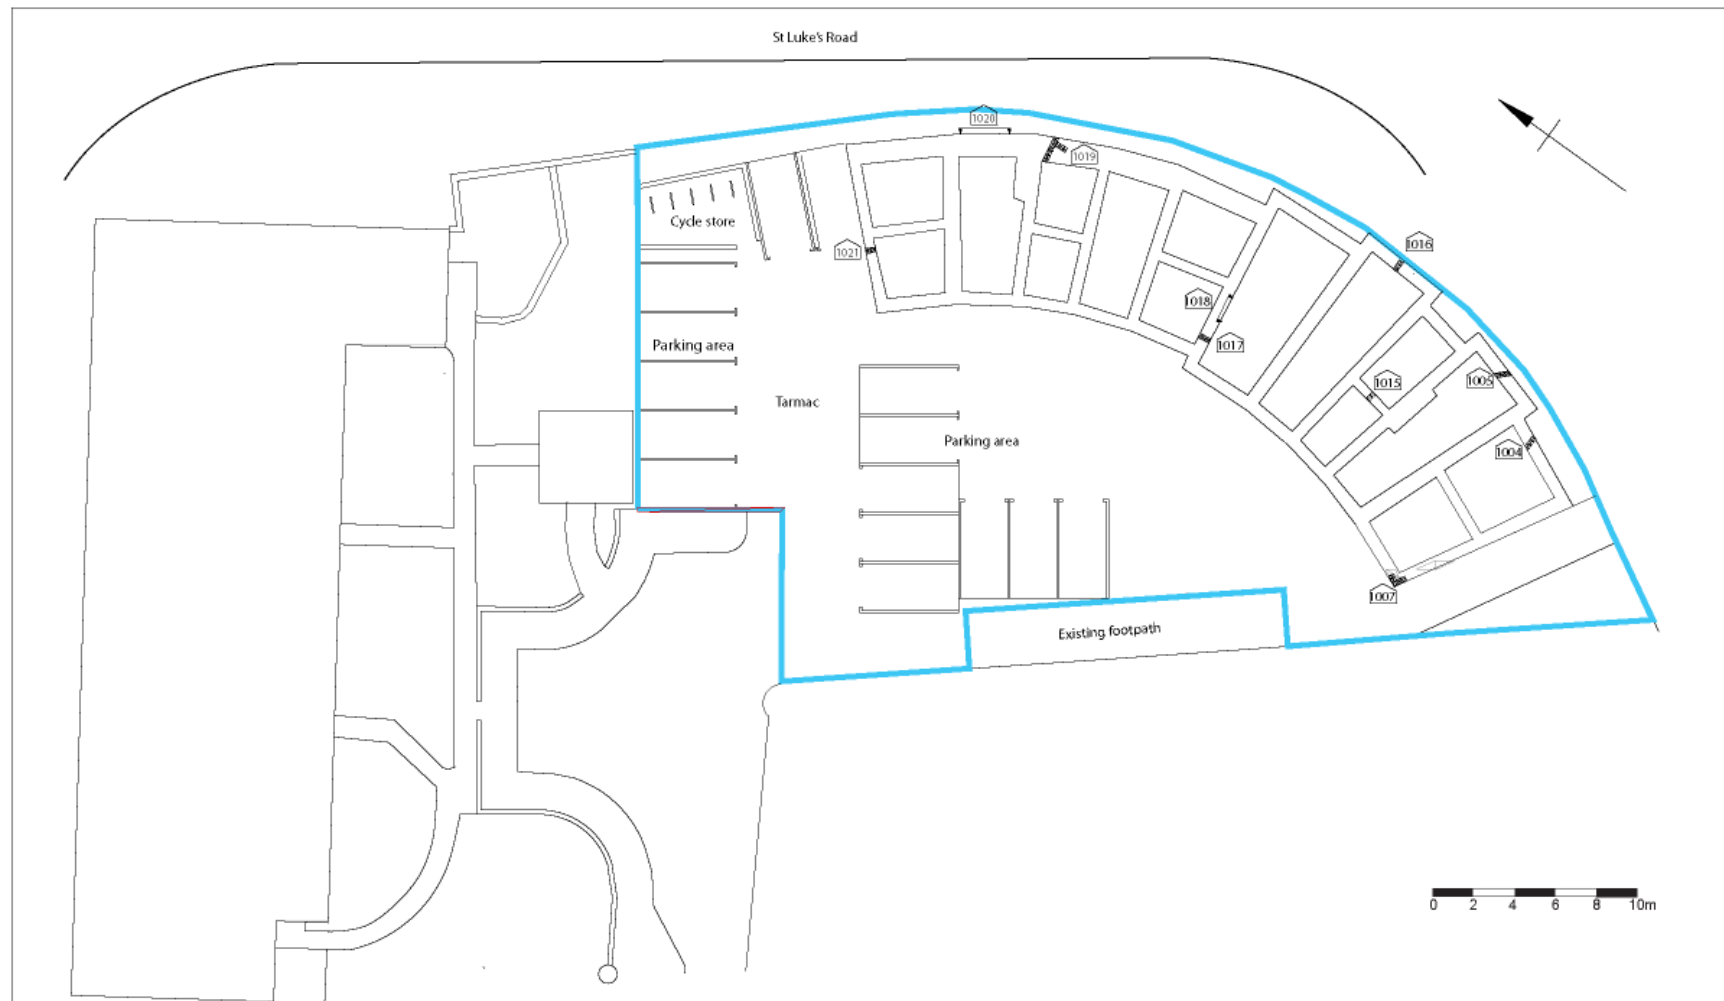 St Luke's Road
1020
1019
Cycle store
1021
1016
1018
Parking area
1017
1015
1005
Tarmac
Parking area
1004
1007
Existing footpath
0 2 4 6 8 10m